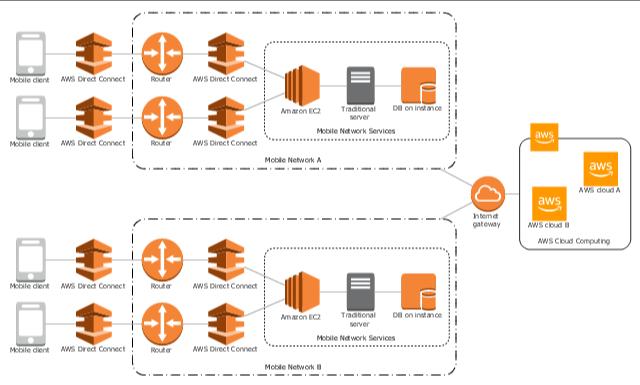 Mobile client
AWS Direct Connect
Router
AWS Direct Connect
Mobile client
AWS Direct Connect
Router
AWS Direct Connect
Amazon EC2
Traditional
server
DB on instance
Mobile Network Services
Mobile Network A
Internet
gateway
aws
aws
AWS cloud A
aws
AWS cloud B
AWS Cloud Computing
Mobile client
AWS Direct Connect
Router
AWS Direct Connect
Mobile client
AWS Direct Connect
Router
AWS Direct Connect
Amazon EC2
Traditional
server
DB on instance
Mobile Network Services
Mobile Network B